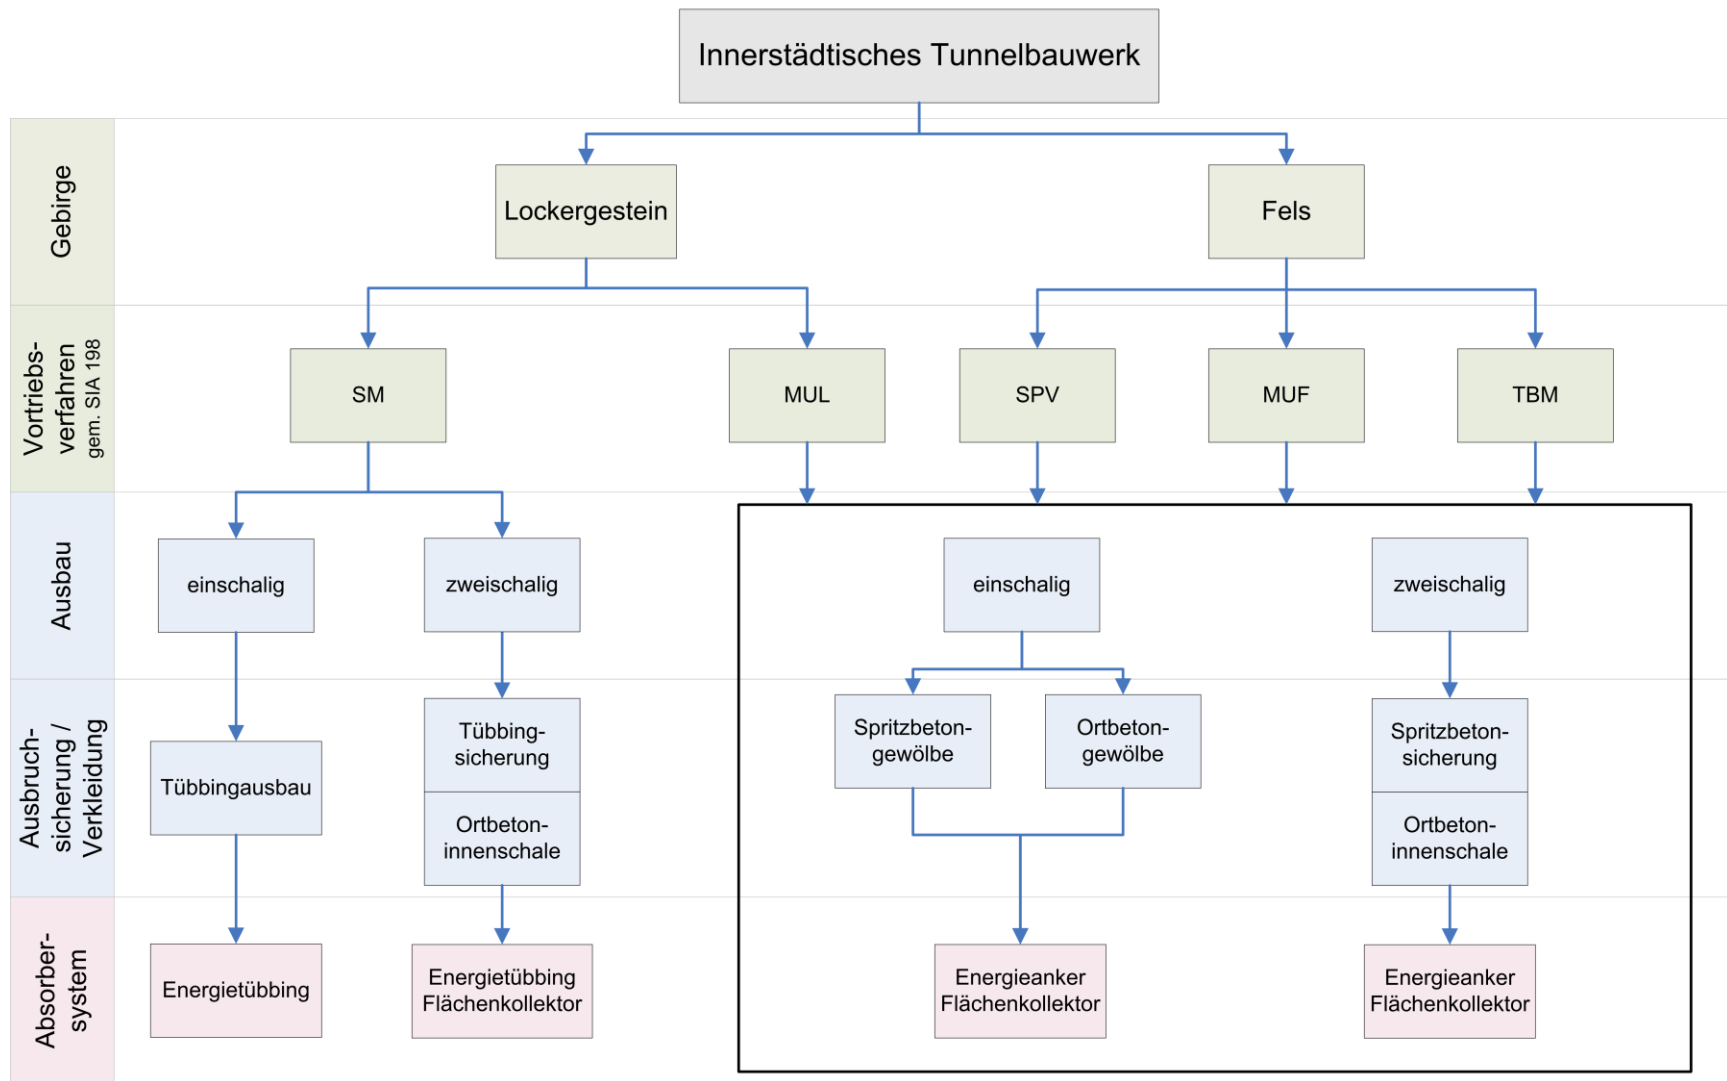 Innerstädtisches Tunnelbauwerk
Gebirge
Lockergestein
Fels
Vortriebs-
verfahren
gem. SIA 198
SM
MUL
SPV
MUF
TBM
Ausbau
einschalig
zweischalig
einschalig
zweischalig
Ausbruch-
sicherung /
Verkleidung
Tübbingausbau
Tübbing-
sicherung
Ortbeton-
innenschale
Spritzbeton-
gewölbe
Ortbeton-
gewölbe
Spritzbeton-
sicherung
Ortbeton-
innenschale
Absorber-
system
Energietübbing
Energietübbing
Flächenkollektor
Energieanker
Flächenkollektor
Energieanker
Flächenkollektor